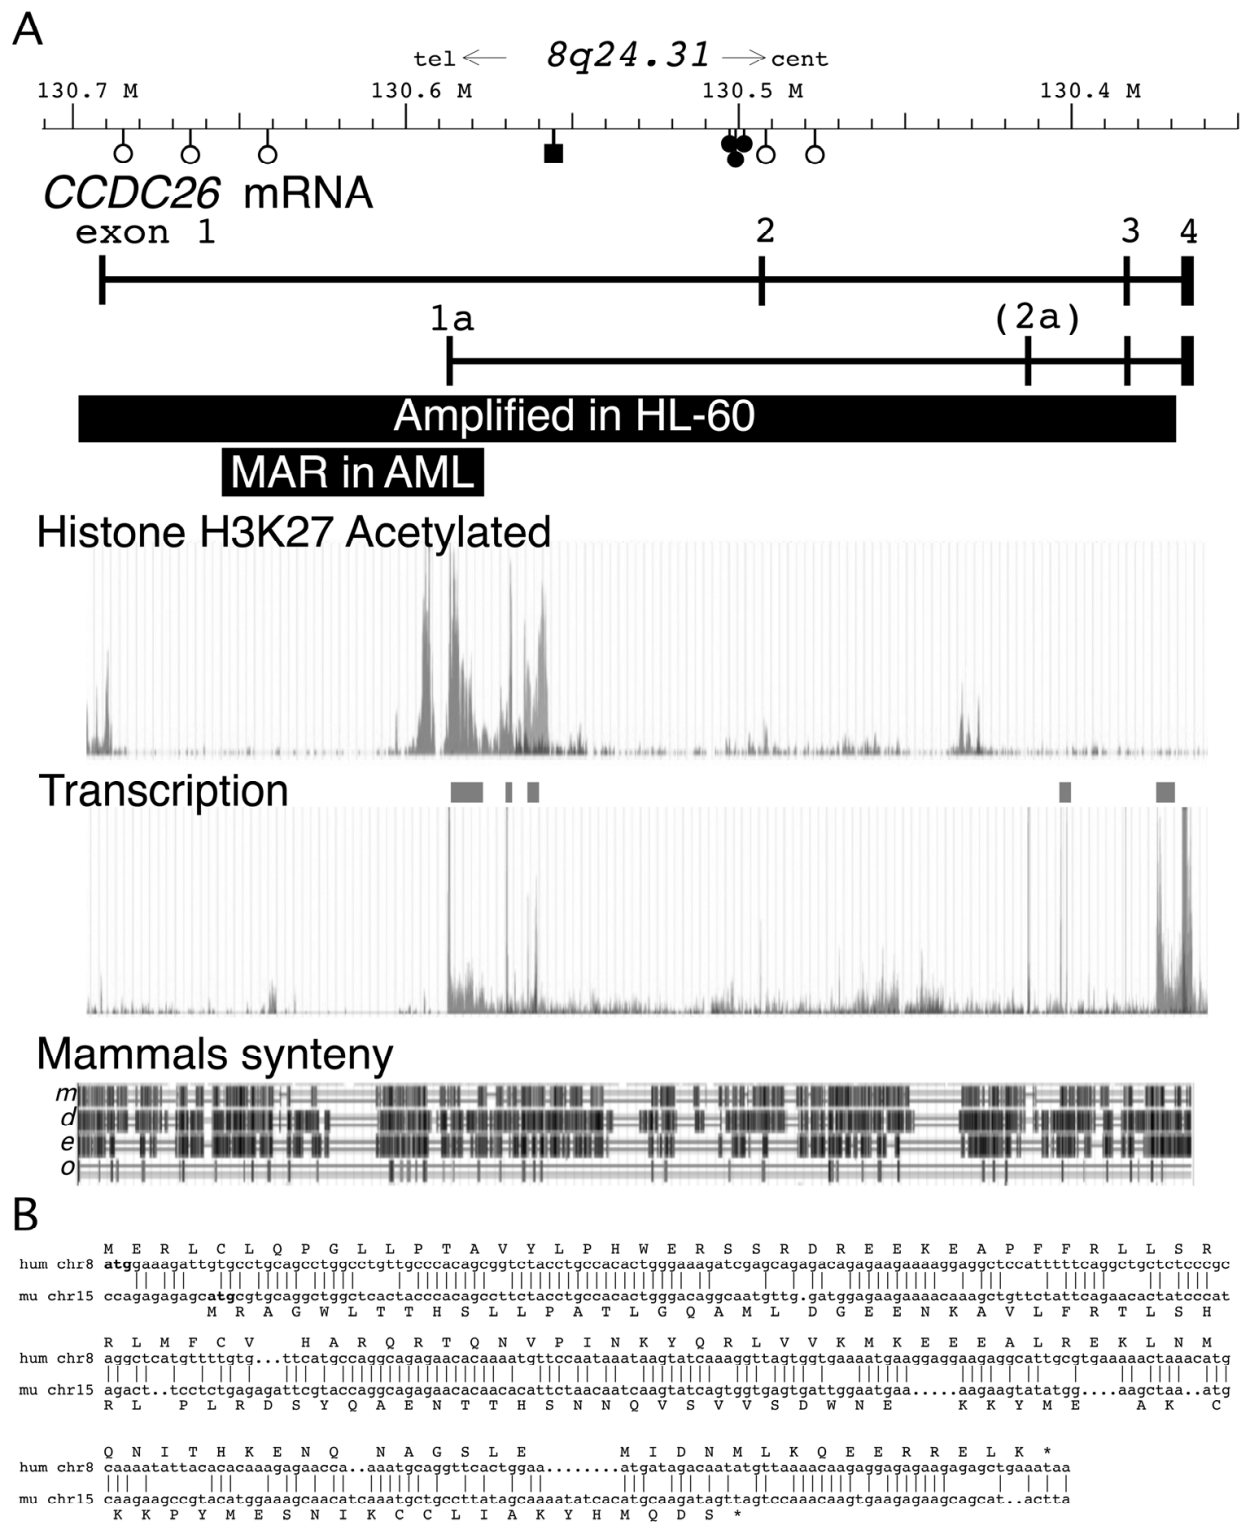 A
tel ← 8q24.31 → cent
130.7 M 130.6 M 130.5 M 130.4 M
CCDC26 mRNA
exon 1 2 3 4
1a (2a)
Amplified in HL-60
MAR in AML
Histone H3K27 Acetylated
Transcription
Mammals synteny
m
d
e
o
B
M E R L C L Q P G L L P T A V Y L P H W E R S S R D R E E K E A P F F R L L S R
hum chr8 atggaaagattgtgcctgcagcctggcctgttgcccacagcggtctacctgccacactgggaaagatcgagcagagacagagaagaaaaggaggctccatttttcaggctgctctcccgc
mu chr15 ccagagagagcatgcgtgcaggctggctcactacccacagccttctacctgccacactgggacaggcaatgttg.gatggagaagaaaacaaagctgttctattcagaacactatcccat
M R A G W L T T H S L L P A T L G Q A M L D G E E N K A V L F R T L S H
R L M F C V H A R Q R T Q N V P I N K Y Q R L V V K M K E E E A L R E K L N M
hum chr8 aggctcatgttttgtg...ttcatgccaggcagagaacacaaaatgttccaataaataagtatcaaaggttagtggtgaaaatgaaggaggaagaggcattgcgtgaaaaactaaacatg
mu chr15 agact..tcctctgagagattcgtaccaggcagagaacacaacacattctaacaatcaagtatcagtggtgagtgattggaatgaa.....aagaagtatatgg....aagctaa..atg
R L P L R D S Y Q A E N T T H S N N Q V S V V S D W N E K K Y M E A K C
Q N I T H K E N Q N A G S L E M I D N M L K Q E E R R E L K *
hum chr8 caaaatattacacacaaagagaacca..aaatgcaggttcactggaa........atgatagacaatatgttaaaacaagaggagagaagagagctgaaataa
mu chr15 caagaagccgtacatggaaagcaacatcaaatgctgccttatagcaaaatatcacatgcaagatagttagtccaaacaagtgaagagaagcagcat..actta
K K P Y M E S N I K C C L I A K Y H M Q D S *